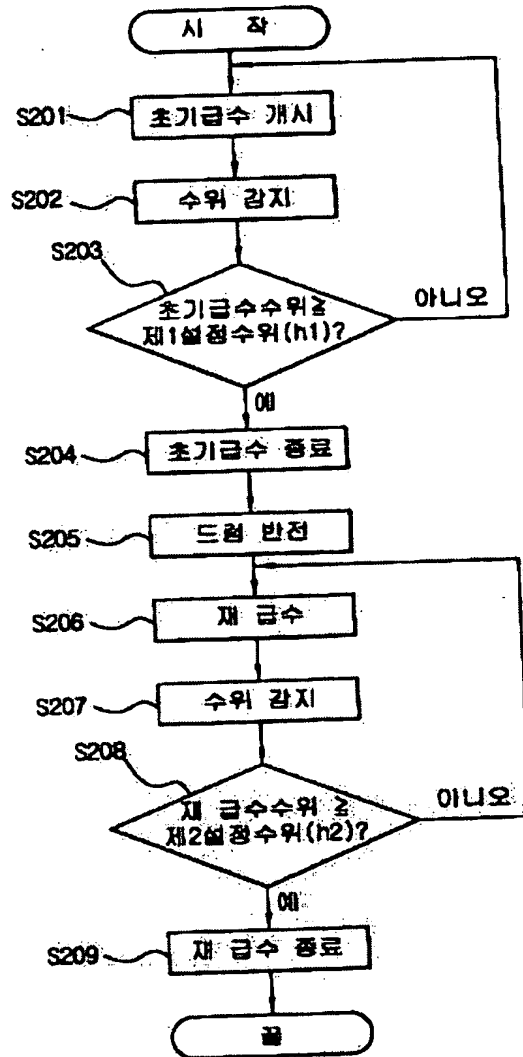 시 작
S201
초기급수 개시
S202
수위 감지
S203
초기급수수위≧
제1설정수위(h1)?
아니오
예
S204
초기급수 종료
S205
드럼 반전
S206
재 급수
S207
수위 감지
S208
재 급수수위 ≧
제2설정수위(h2)?
아니오
예
S209
재 급수 종료
끝